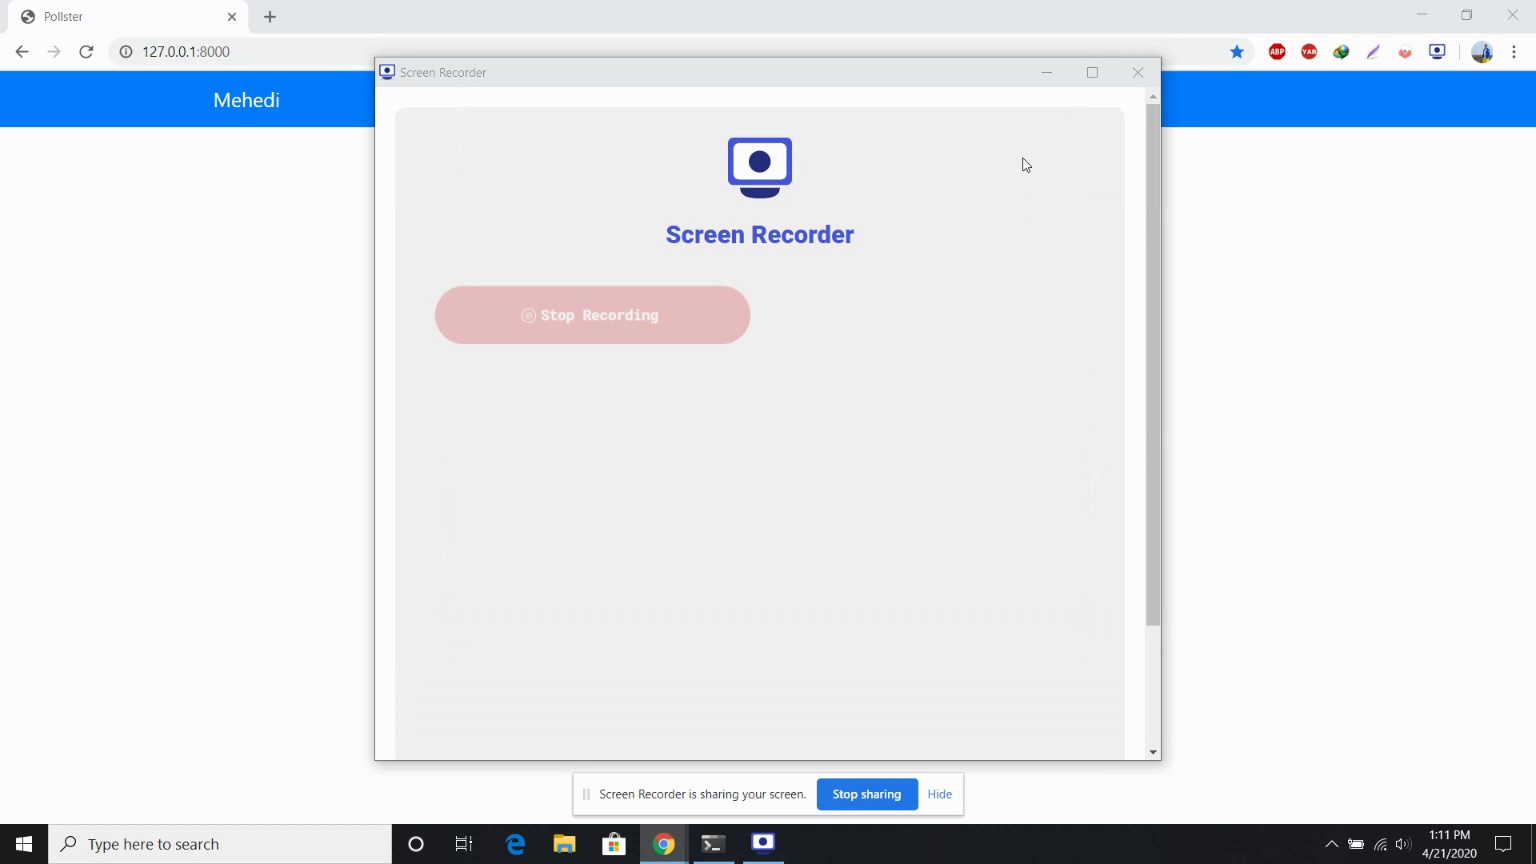 Pollster
127.0.0.1:8000
ABP
YAB
Screen Recorder
Mehedi
Screen Recorder
Stop Recording
Screen Recorder is sharing your screen.
Stop sharing
Hide
Type here to search
1:11 PM
4/21/2020